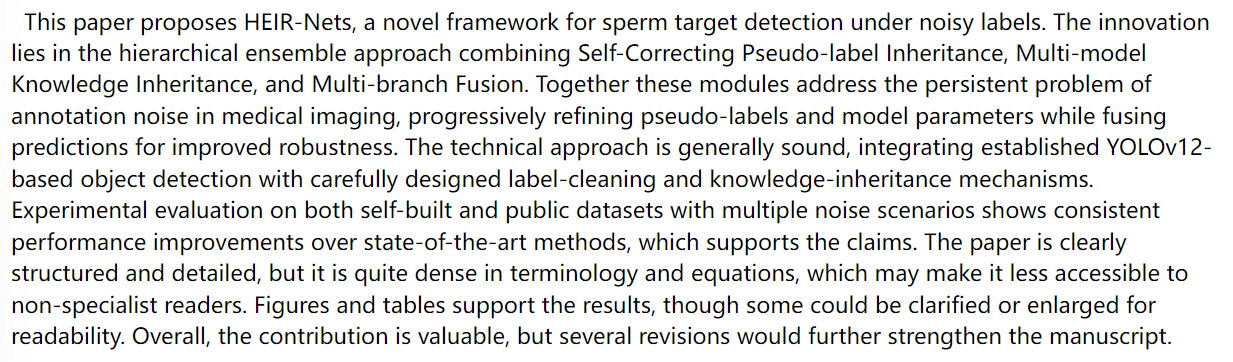 This paper proposes HEIR-Nets, a novel framework for sperm target detection under noisy labels. The innovation
lies in the hierarchical ensemble approach combining Self-Correcting Pseudo-label Inheritance, Multi-model
Knowledge Inheritance, and Multi-branch Fusion. Together these modules address the persistent problem of
annotation noise in medical imaging, progressively refining pseudo-labels and model parameters while fusing
predictions for improved robustness. The technical approach is generally sound, integrating established YOLOv12-
based object detection with carefully designed label-cleaning and knowledge-inheritance mechanisms.
Experimental evaluation on both self-built and public datasets with multiple noise scenarios shows consistent
performance improvements over state-of-the-art methods, which supports the claims. The paper is clearly
structured and detailed, but it is quite dense in terminology and equations, which may make it less accessible to
non-specialist readers. Figures and tables support the results, though some could be clarified or enlarged for
readability. Overall, the contribution is valuable, but several revisions would further strengthen the manuscript.